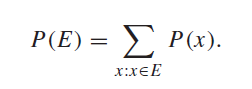 P(E) = ∑ P(x).
x:x∈E